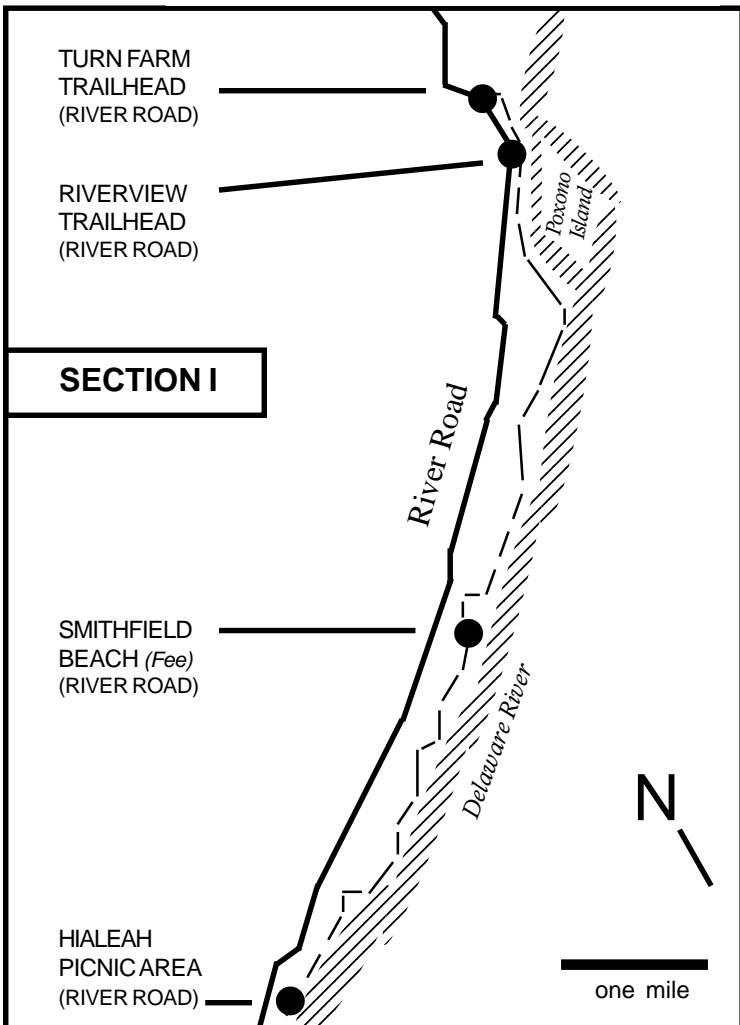 TURN FARM
TRAILHEAD
(RIVER ROAD)
RIVERVIEW
TRAILHEAD
(RIVER ROAD)
Poxono
Island
SECTION I
River Road
SMITHFIELD
BEACH (Fee)
(RIVER ROAD)
Delaware River
N
HIALEAH
PICNIC AREA
(RIVER ROAD)
one mile